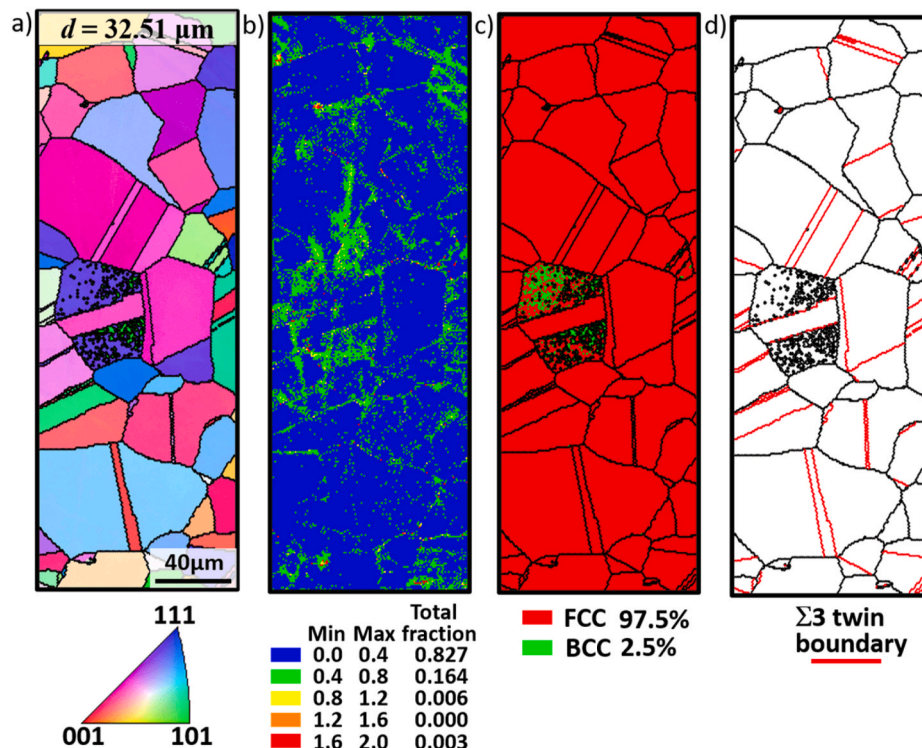 a)
d = 32.51 μm
b)
c)
d)
40μm
111
001
101
Total
Min Max fraction
0.0 0.4 0.827
0.4 0.8 0.164
0.8 1.2 0.006
1.2 1.6 0.000
1.6 2.0 0.003
FCC 97.5%
BCC 2.5%
Σ3 twin
boundary